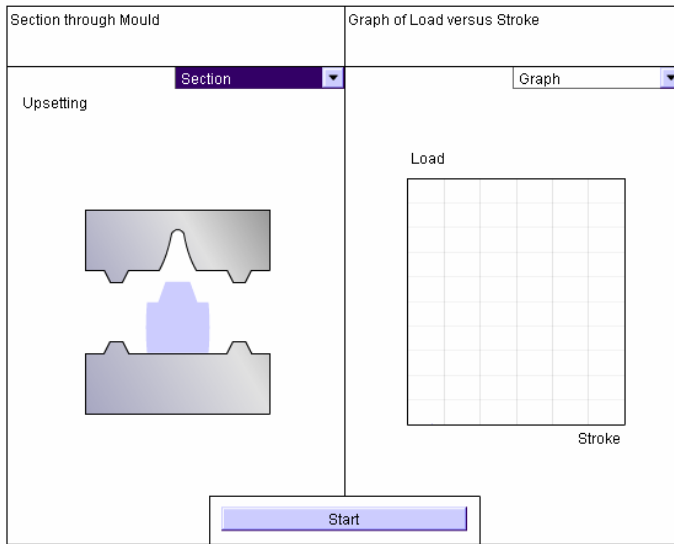 Section through Mould
Graph of Load versus Stroke
Section
Graph
Upsetting
Load
Stroke
Start